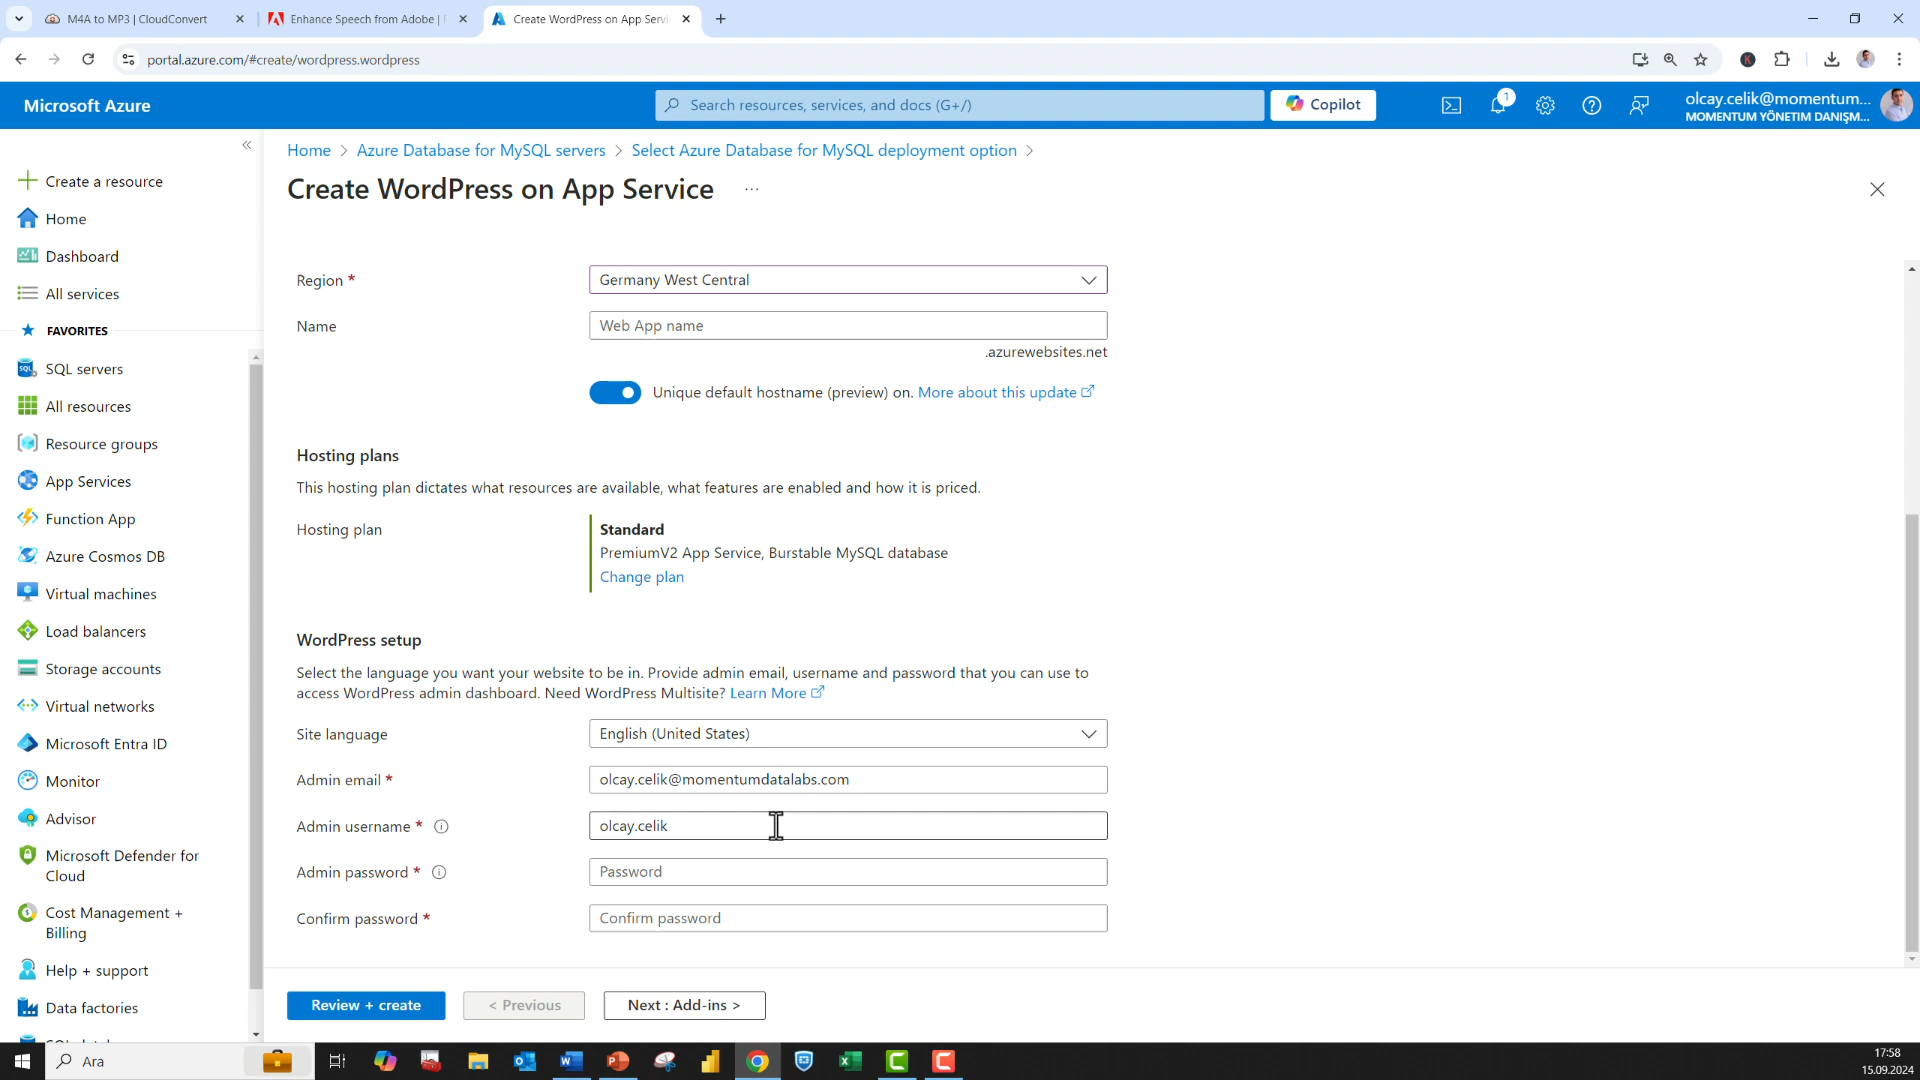 M4A to MP3 | CloudConvert
Enhance Speech from Adobe |
Create WordPress on App Servi
portal.azure.com/#create/wordpress.wordpress
Microsoft Azure
Search resources, services, and docs (G+/)
Copilot
1
olcay.celik@momentum...
MOMENTUM YÖNETIM DANIŞM...
Home > Azure Database for MySQL servers > Select Azure Database for MySQL deployment option >
Create WordPress on App Service
...
Create a resource
Home
Dashboard
All services
FAVORITES
SQL servers
All resources
Resource groups
App Services
Function App
Azure Cosmos DB
Virtual machines
Load balancers
Storage accounts
Virtual networks
Microsoft Entra ID
Monitor
Advisor
Microsoft Defender for
Cloud
Cost Management +
Billing
Help + support
Data factories
Region *
Germany West Central
Name
Web App name
.azurewebsites.net
Unique default hostname (preview) on. More about this update
Hosting plans
This hosting plan dictates what resources are available, what features are enabled and how it is priced.
Hosting plan
Standard
PremiumV2 App Service, Burstable MySQL database
Change plan
WordPress setup
Select the language you want your website to be in. Provide admin email, username and password that you can use to
access WordPress admin dashboard. Need WordPress Multisite? Learn More
Site language
English (United States)
Admin email *
olcay.celik@momentumdatalabs.com
Admin username *
olcay.celik
Admin password *
Password
Confirm password *
Confirm password
Review + create
< Previous
Next : Add-ins >
Ara
17:58
15.09.2024